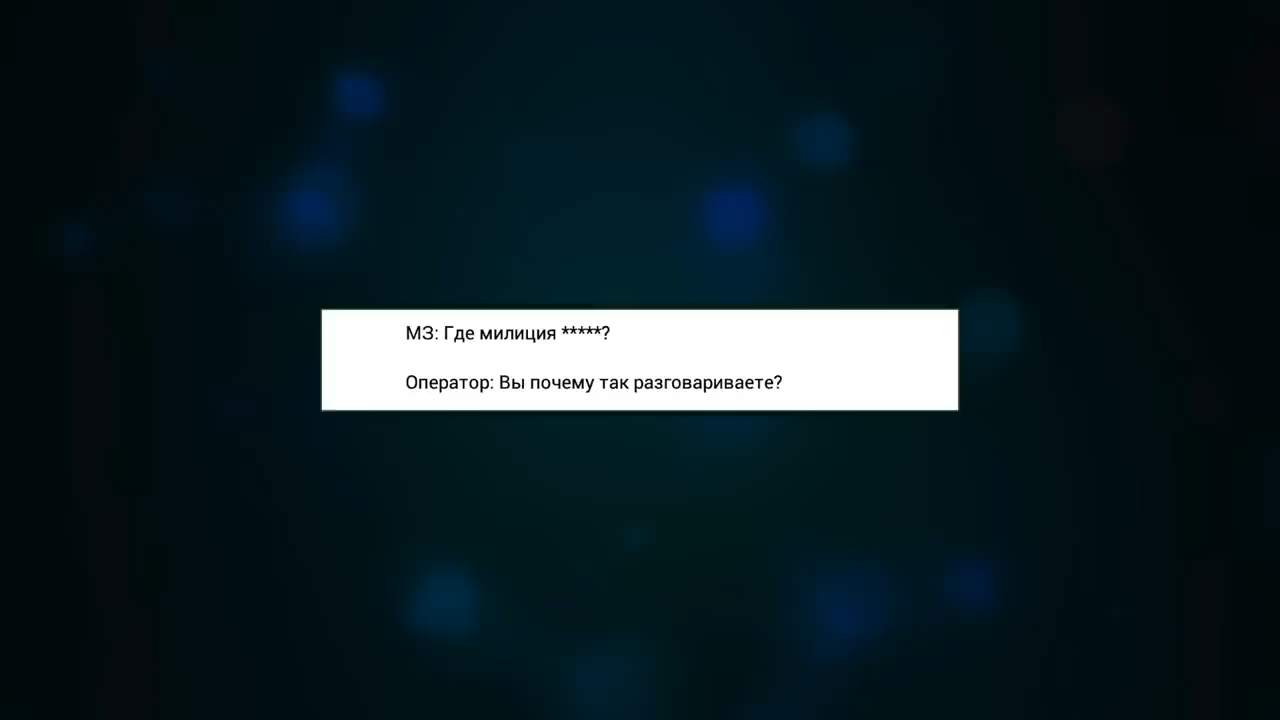 МЗ: Где милиция *****?
Оператор: Вы почему так разговариваете?